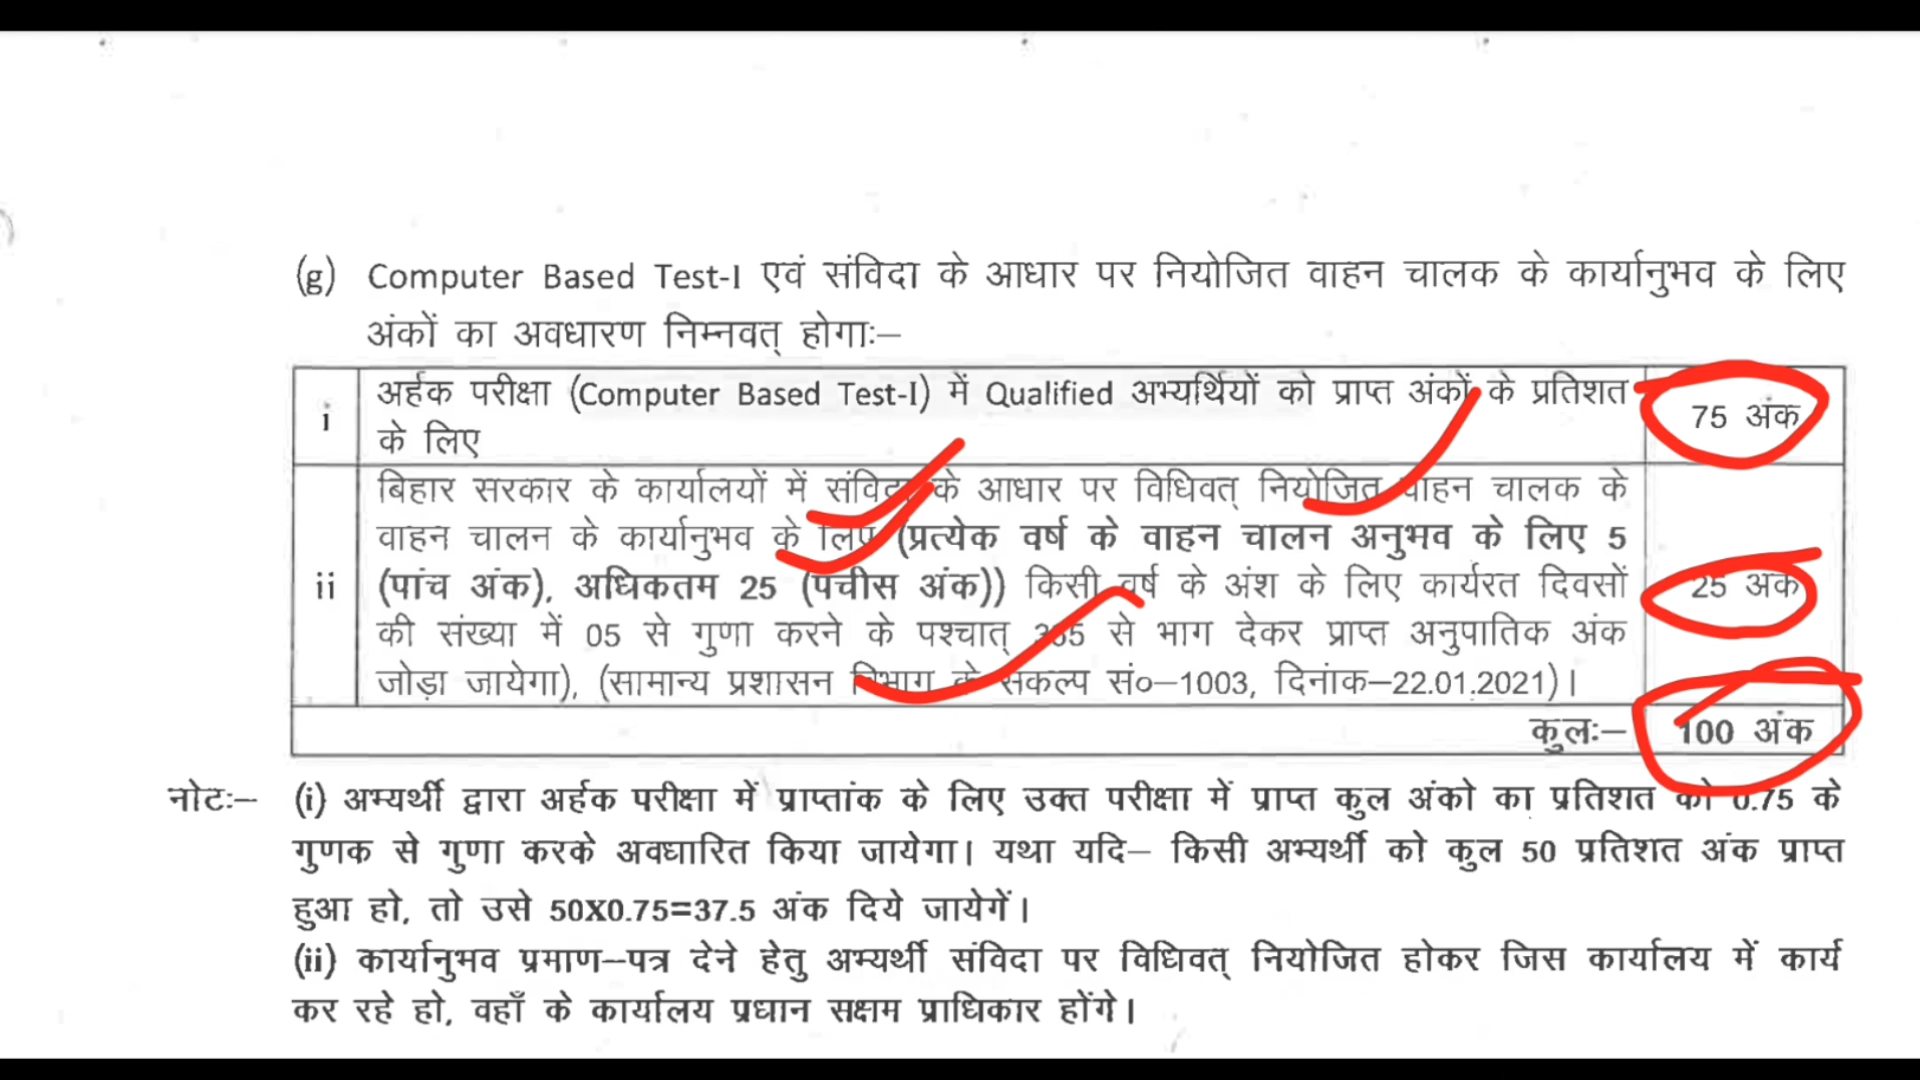 (g) Computer Based Test-I एवं संविदा के आधार पर नियोजित वाहन चालक के कार्यानुभव के लिए
अंकों का अवधारण निम्नवत् होगाः–
i अर्हक परीक्षा (Computer Based Test-I) में Qualified अभ्यर्थियों को प्राप्त अंकों के प्रतिशत 75 अंक
के लिए
बिहार सरकार के कार्यालयों में संविदा के आधार पर विधिवत् नियोजित वाहन चालक के
वाहन चालन के कार्यानुभव के लिए (प्रत्येक वर्ष के वाहन चालन अनुभव के लिए 5
ii (पांच अंक), अधिकतम 25 (पचीस अंक)) किसी वर्ष के अंश के लिए कार्यरत दिवसों 25 अंक
की संख्या में 05 से गुणा करने के पश्चात् 365 से भाग देकर प्राप्त अनुपातिक अंक
जोड़ा जायेगा), (सामान्य प्रशासन विभाग के संकल्प सं०–1003, दिनांक–22.01.2021)।
कुलः– 100 अंक
नोटः– (i) अभ्यर्थी द्वारा अर्हक परीक्षा में प्राप्तांक के लिए उक्त परीक्षा में प्राप्त कुल अंको का प्रतिशत को 0.75 के
गुणक से गुणा करके अवधारित किया जायेगा। यथा यदि– किसी अभ्यर्थी को कुल 50 प्रतिशत अंक प्राप्त
हुआ हो, तो उसे 50X0.75=37.5 अंक दिये जायेगें।
(ii) कार्यानुभव प्रमाण–पत्र देने हेतु अभ्यर्थी संविदा पर विधिवत् नियोजित होकर जिस कार्यालय में कार्य
कर रहे हो, वहाँ के कार्यालय प्रधान सक्षम प्राधिकार होंगे।